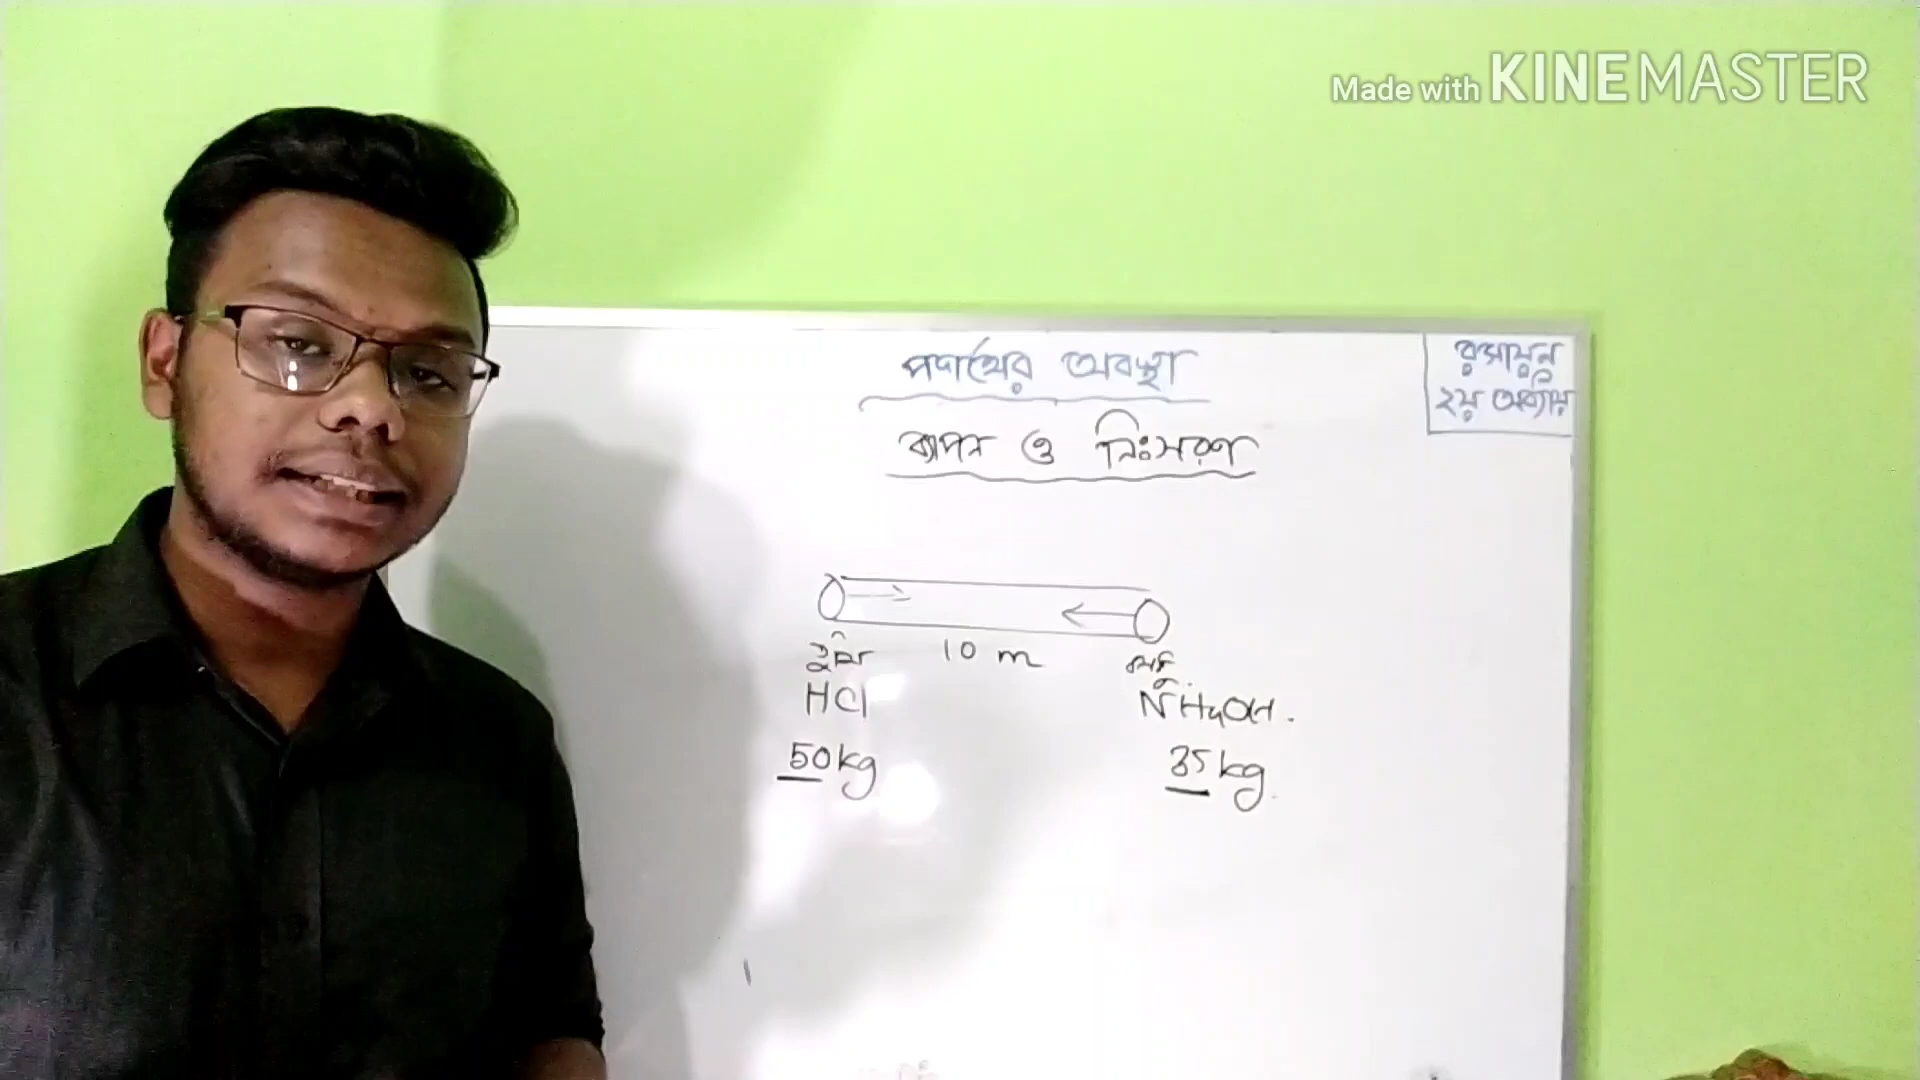 Made with KINEMASTER
পদার্থের অবস্থা
রসায়ন
২য় অধ্যায়
ব্যাপন ও নিঃসরণ
10 m
HCl
NH4OH.
50kg
35kg.